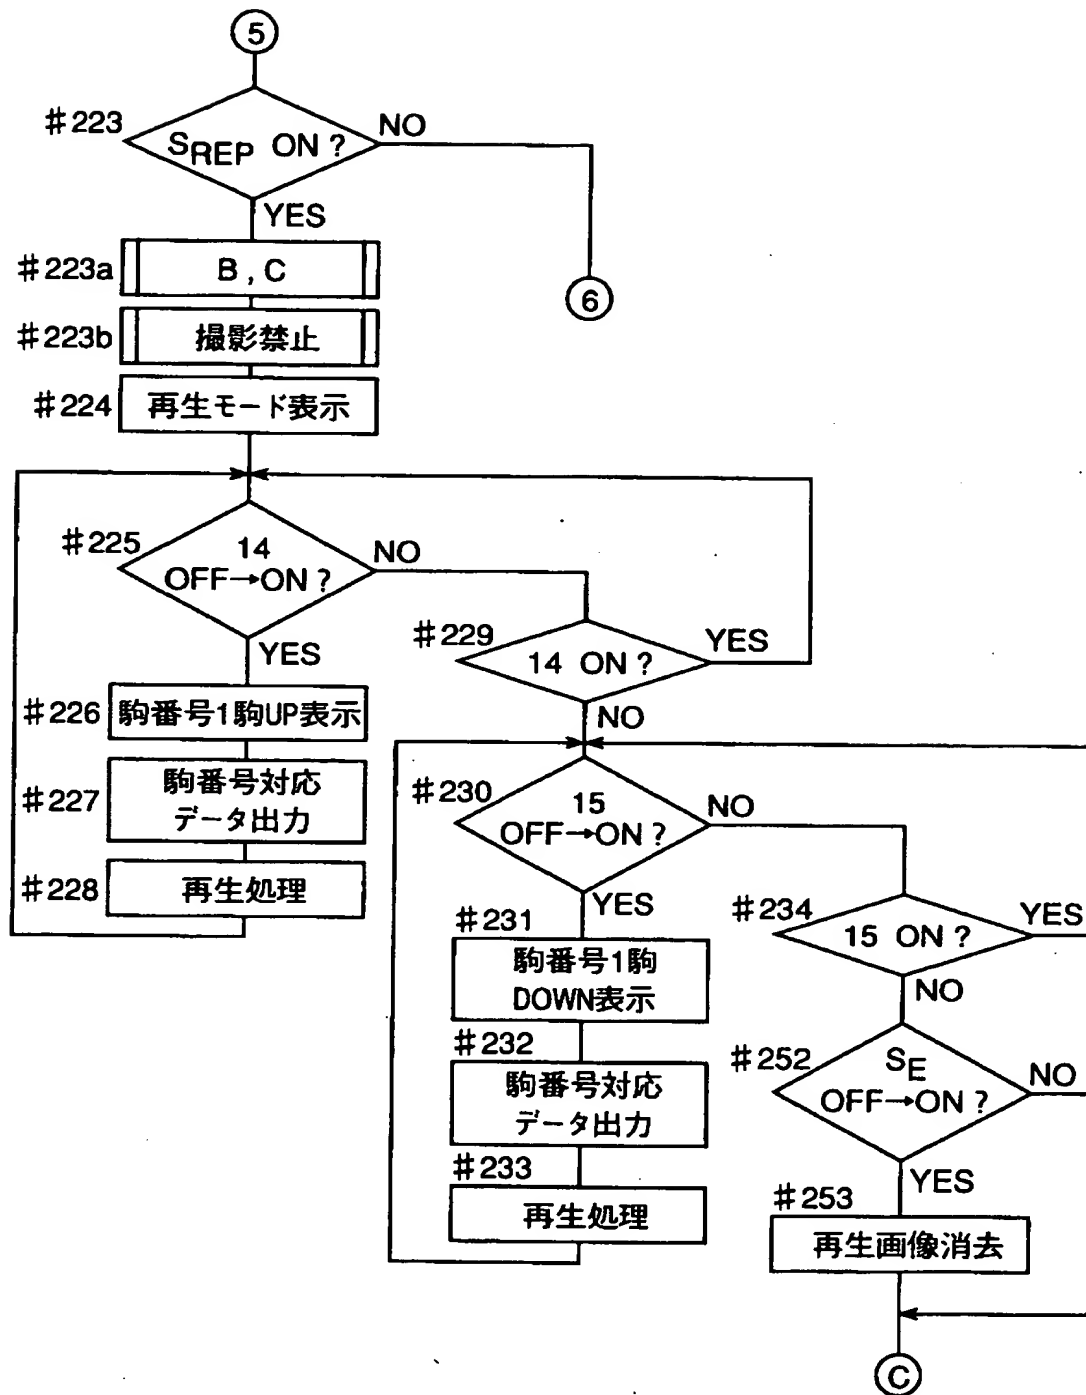 5
#223
SREP ON ?
NO
YES
6
#223a
B , C
#223b
撮影禁止
#224
再生モード表示
#225
14
OFF→ON ?
NO
YES
#226
駒番号1駒UP表示
#227
駒番号対応
データ出力
#228
再生処理
#229
14 ON ?
YES
NO
#230
15
OFF→ON ?
NO
YES
#231
駒番号1駒
DOWN表示
#232
駒番号対応
データ出力
#233
再生処理
#234
15 ON ?
YES
NO
#252
SE
OFF→ON ?
NO
YES
#253
再生画像消去
C